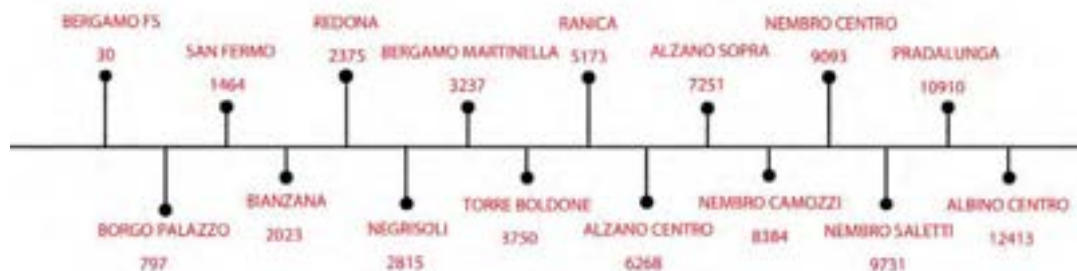 BERGAMO FS
30
BORGO PALAZZO
797
SAN FERMO
1464
BIANZANA
2023
REDONA
2375
NEGRISOLI
2815
BERGAMO MARTINELLA
3237
TORRE BOLDONE
3750
RANICA
5173
ALZANO CENTRO
6268
ALZANO SOPRA
7251
NEMBRO CAMOZZI
8384
NEMBRO CENTRO
9093
NEMBRO SALETTI
9731
PRADALUNGA
10910
ALBINO CENTRO
12413